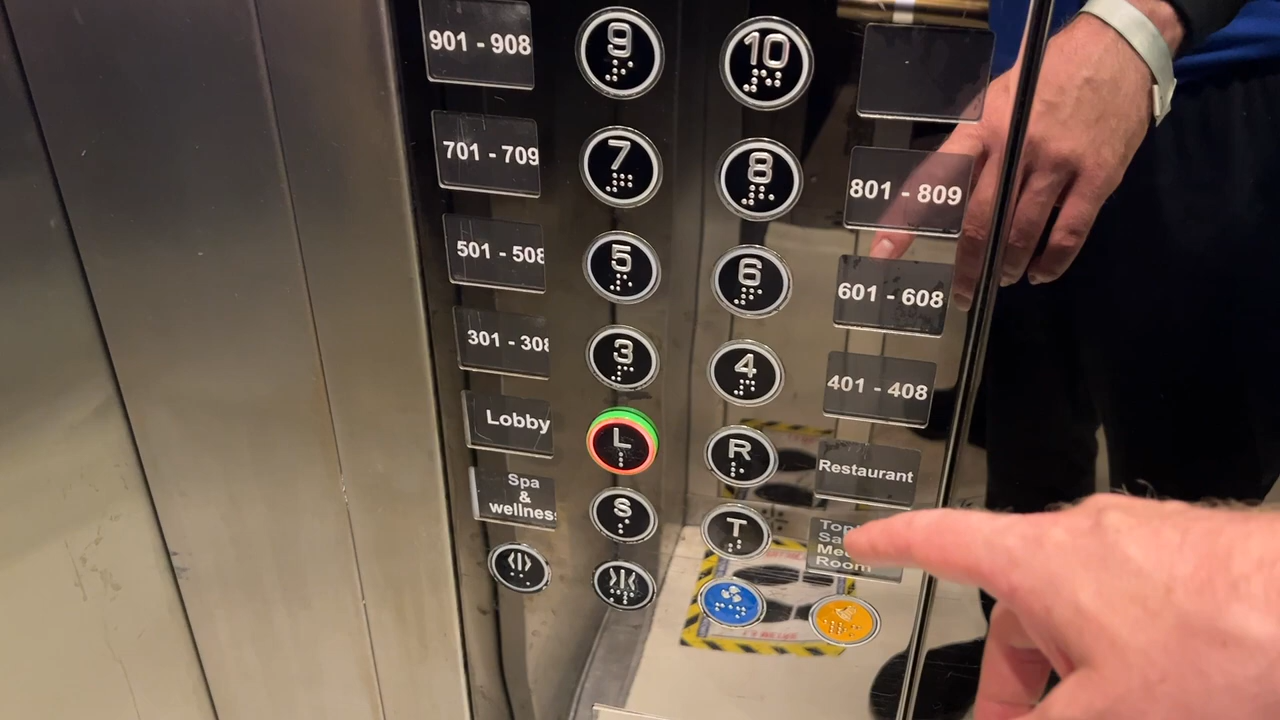 901 - 908
9
10
701 - 709
7
8
801 - 809
501 - 508
5
6
601 - 608
301 - 308
3
4
401 - 408
Lobby
L
R
Restaurant
Spa
&
wellness
S
T
Room